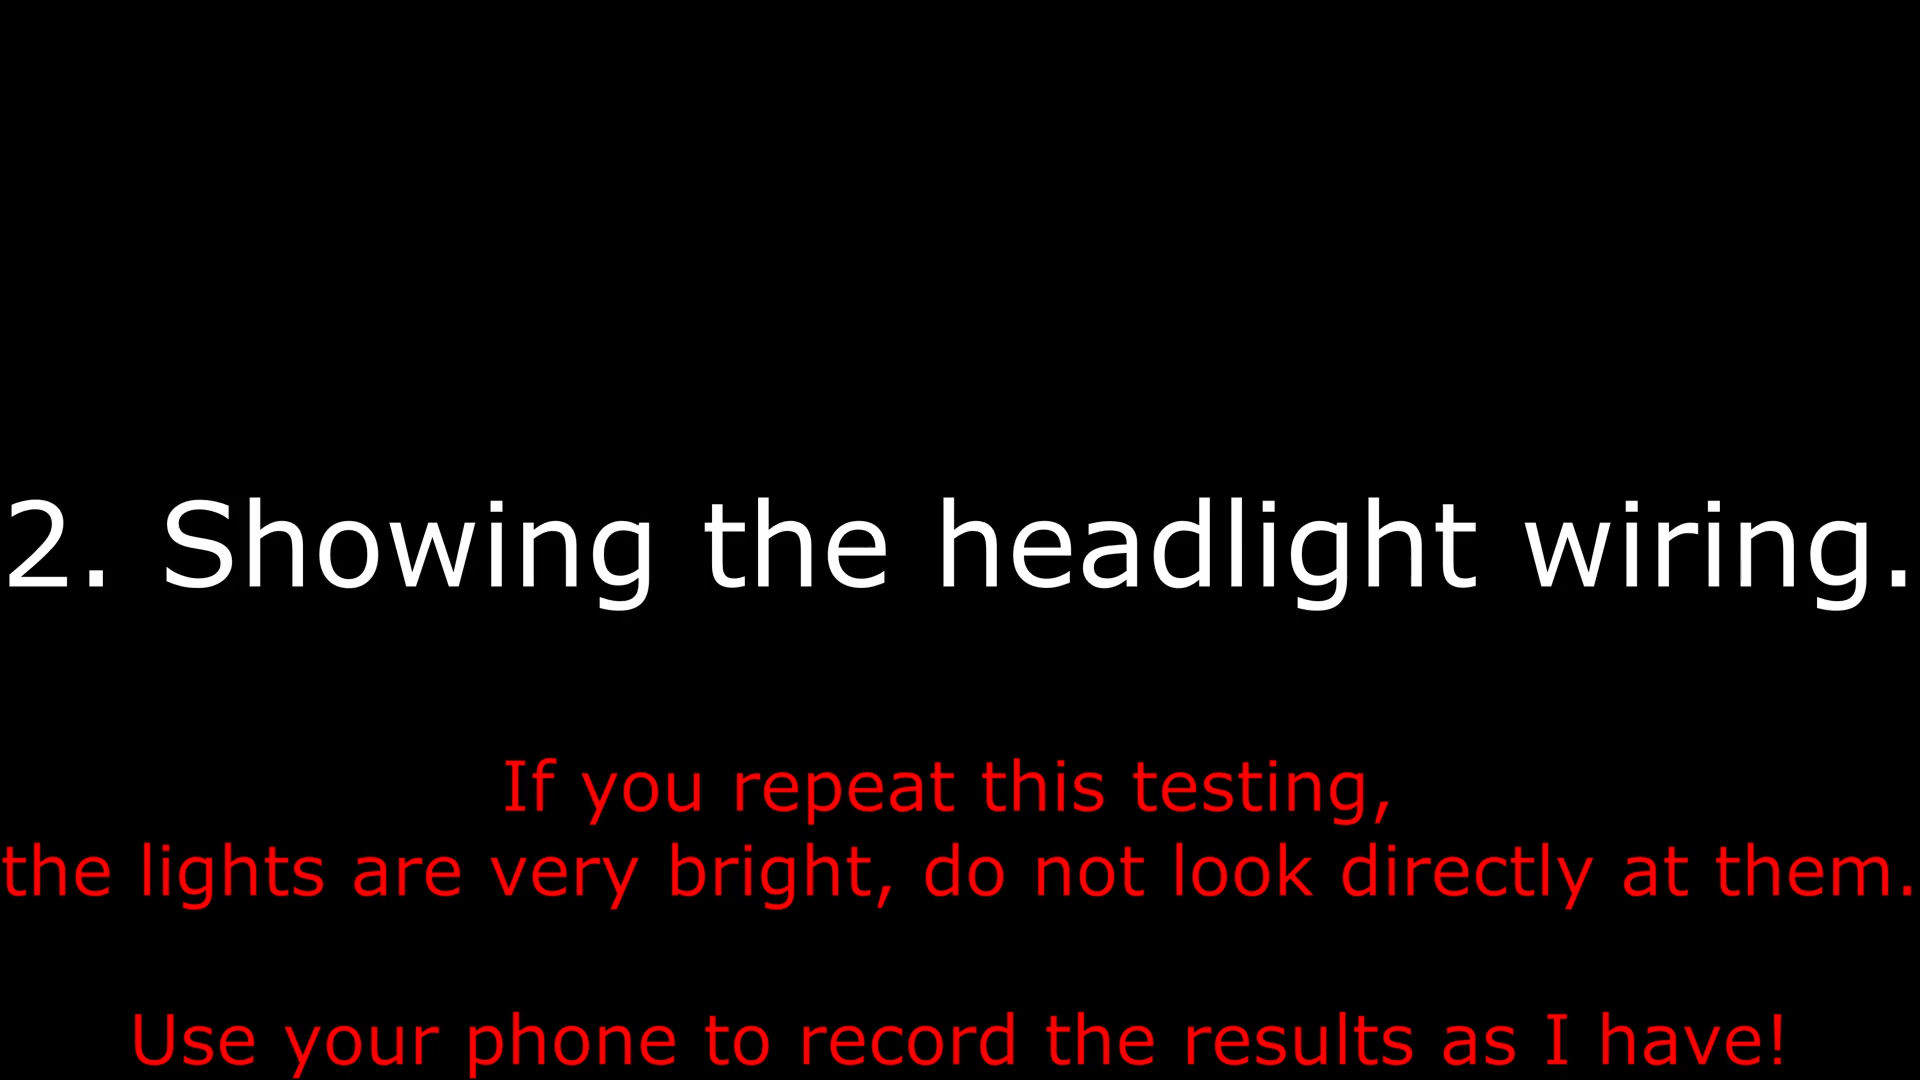 2. Showing the headlight wiring.
If you repeat this testing,
the lights are very bright, do not look directly at them.
Use your phone to record the results as I have!